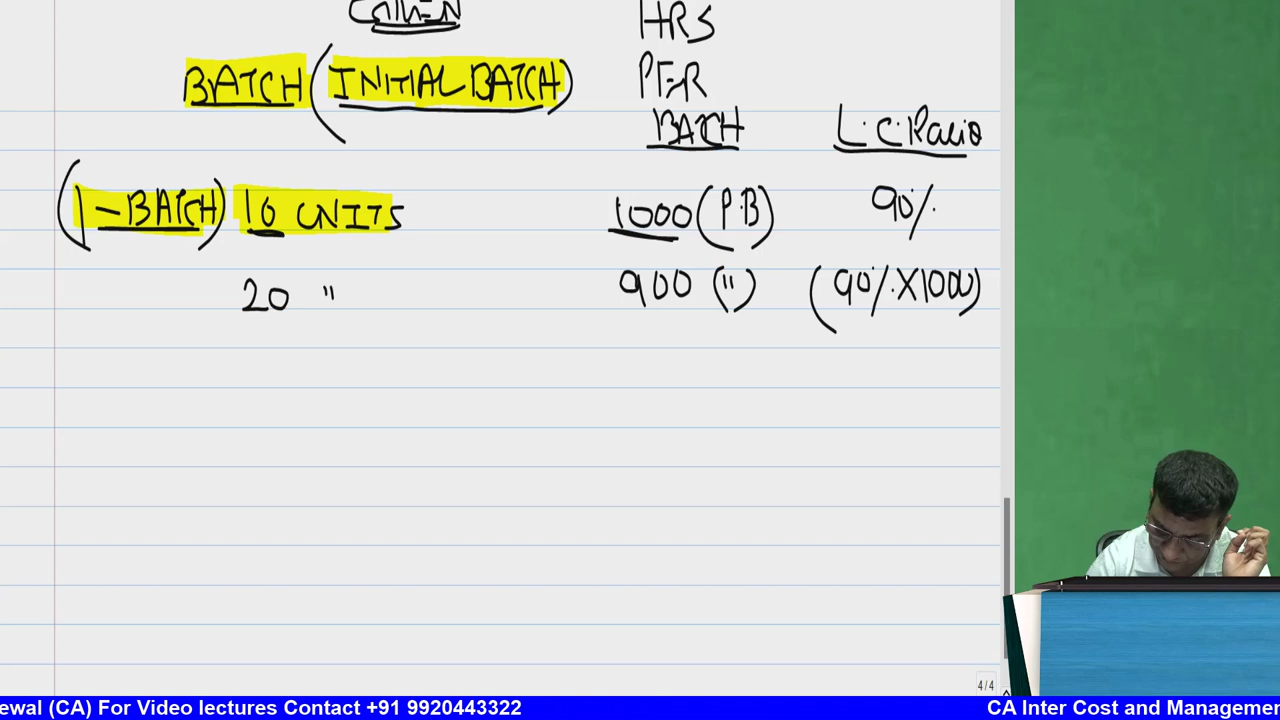 HRS
BATCH (INITIAL BATCH)
PER
BATCH
L.C. Ratio
(1 - BATCH) 10 UNITS 1000 (P.B) 90%
20 " 900 (") (90% X 1000)
4/4
ewal (CA) For Video lectures Contact +91 9920443322
CA Inter Cost and Managemen